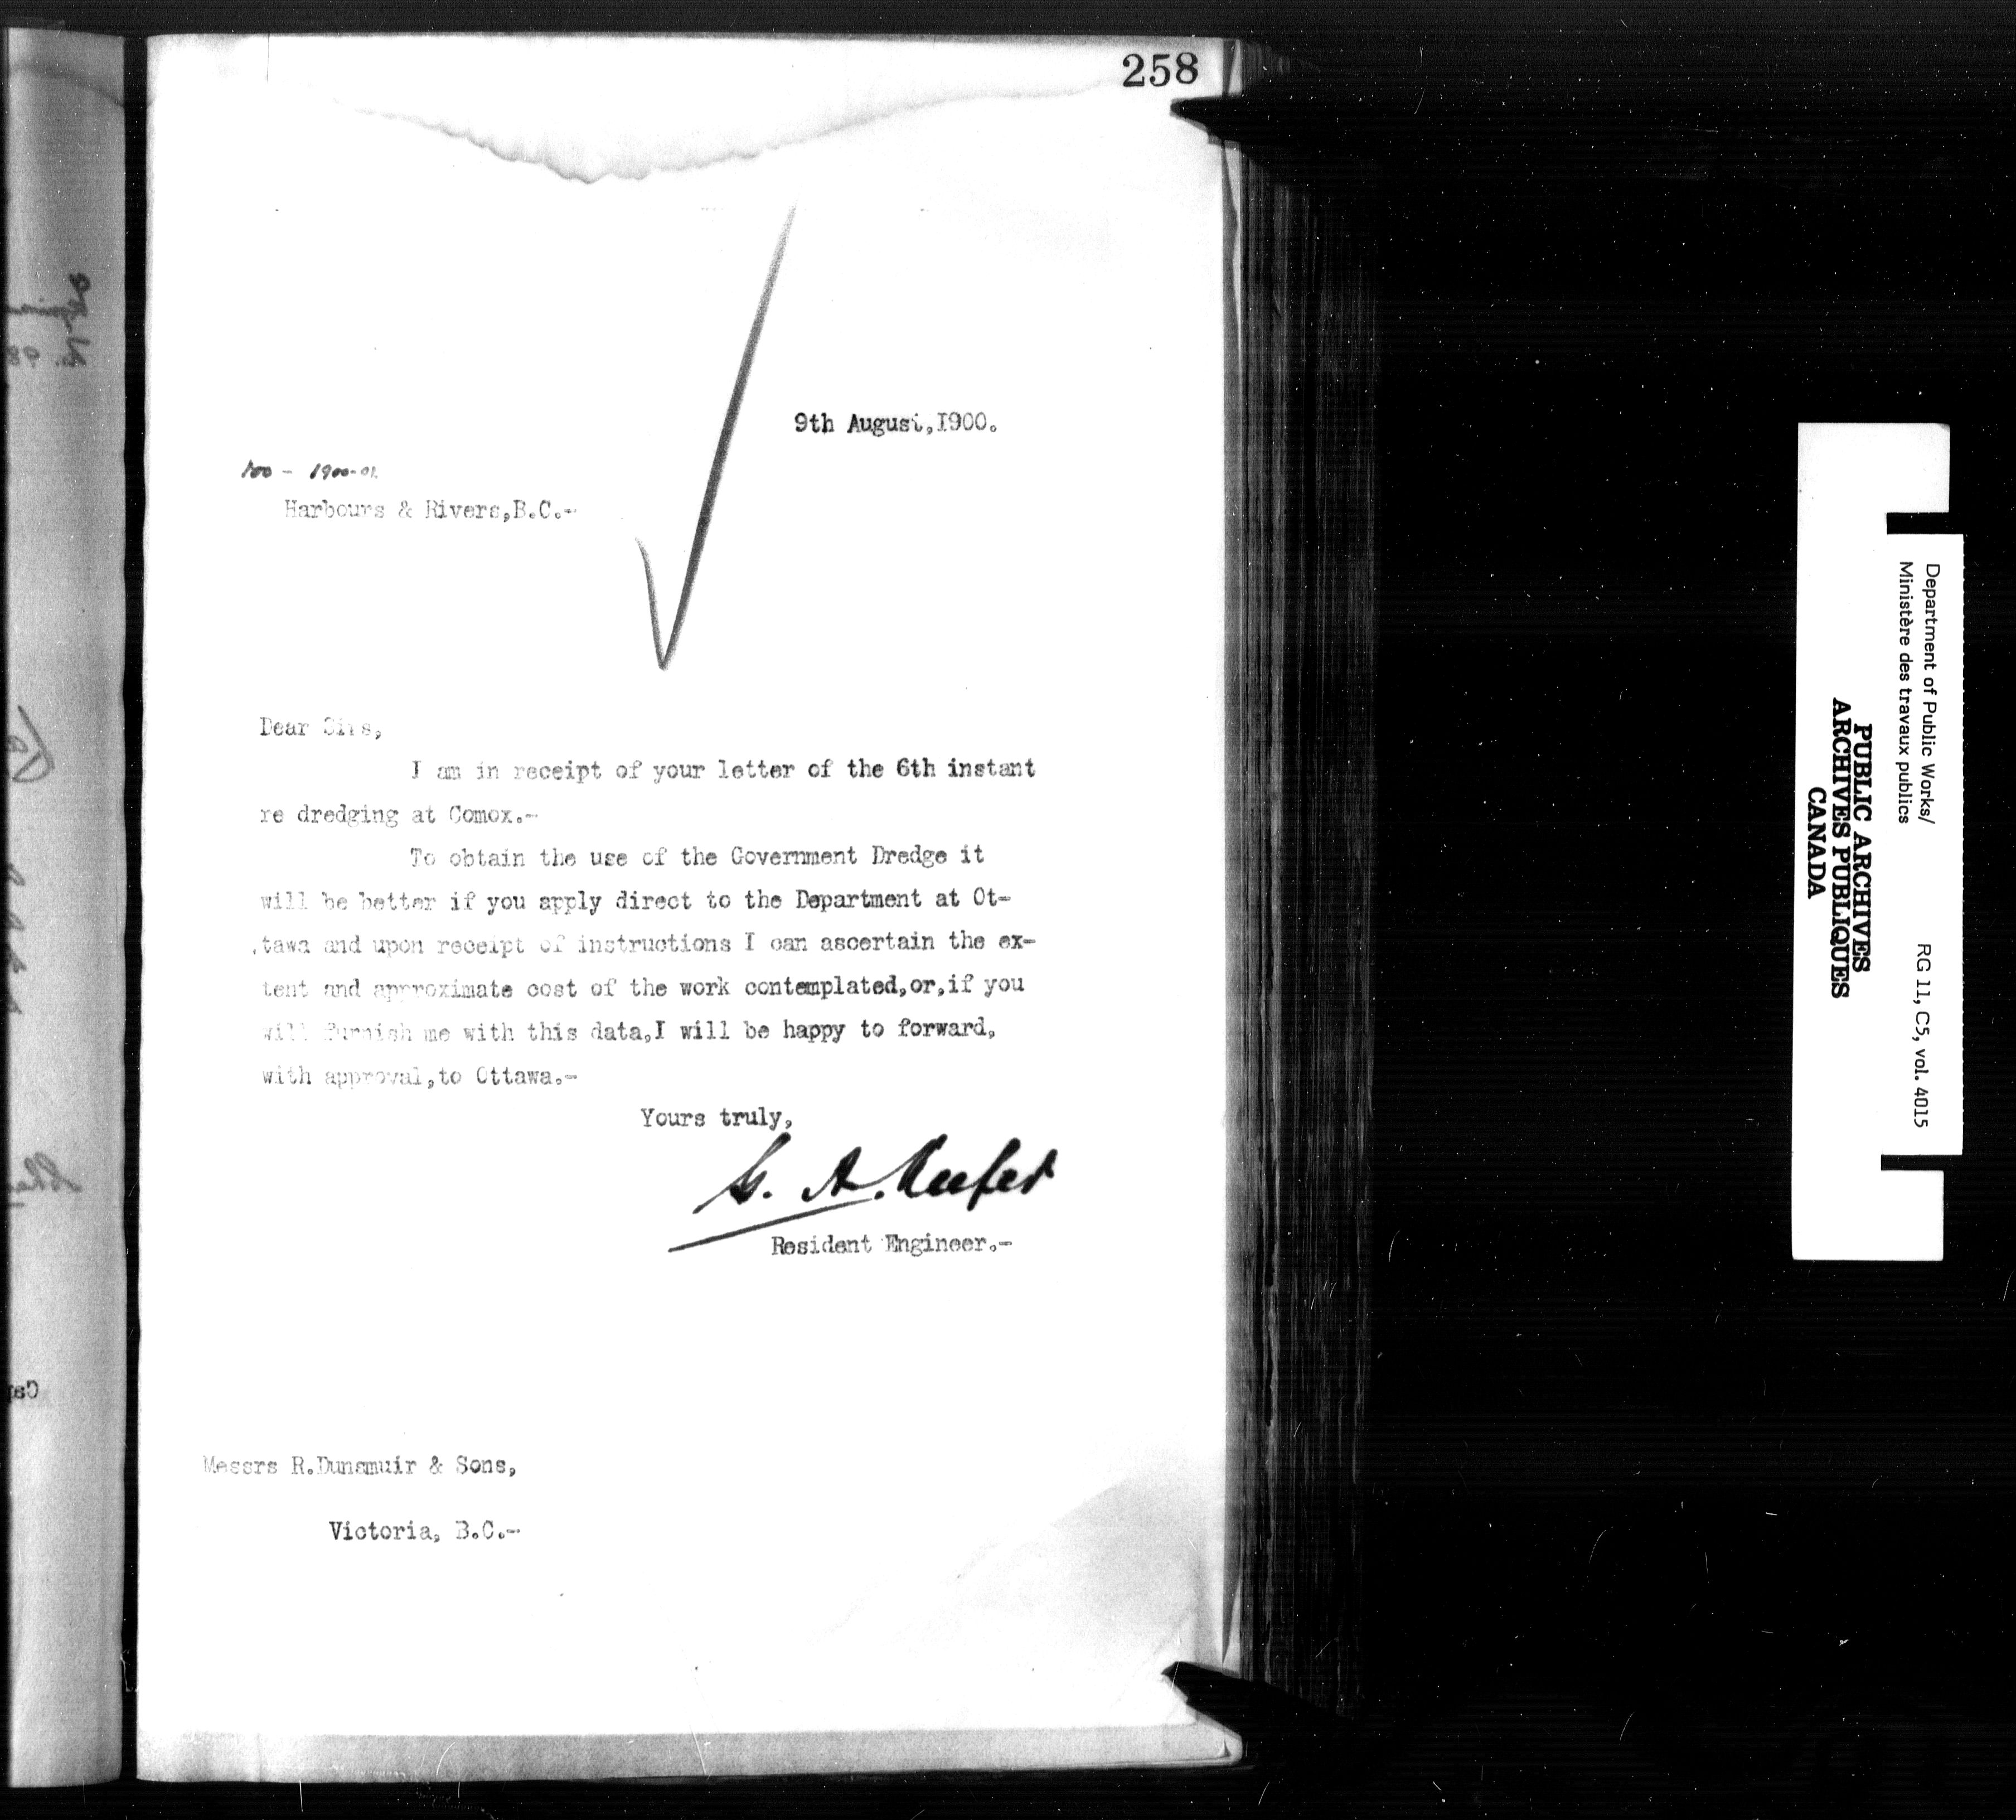 258
9th August,1900.
100 - 1900-01.
Harbours & Rivers,B.C.-
Dear Sirs,
I am in receipt of your letter of the 6th instant
re dredging at Comox.-
To obtain the use of the Government Dredge it
will be better if you apply direct to the Department at Ot-
tawa and upon receipt of instructions I can ascertain the ex-
tent and approximate cost of the work contemplated,or,if you
will furnish me with this data,I will be happy to forward,
with approval,to Ottawa.-
Yours truly,
G. A. Keefer
Resident Engineer.-
Messrs R.Dunsmuir & Sons,
Victoria, B.C.-
Department of Public Works/
Ministère des travaux publics
RG 11, C5, vol. 4015
PUBLIC ARCHIVES
ARCHIVES PUBLIQUES
CANADA